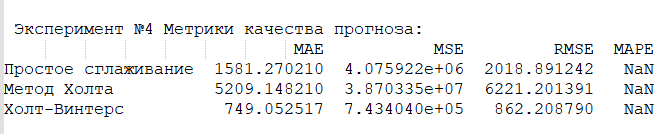 Эксперимент №4 Метрики качества прогноза:
MAE MSE RMSE MAPE
Простое сглаживание 1581.270210 4.075922e+06 2018.891242 NaN
Метод Холта 5209.148210 3.870335e+07 6221.201391 NaN
Холт-Винтерс 749.052517 7.434040e+05 862.208790 NaN